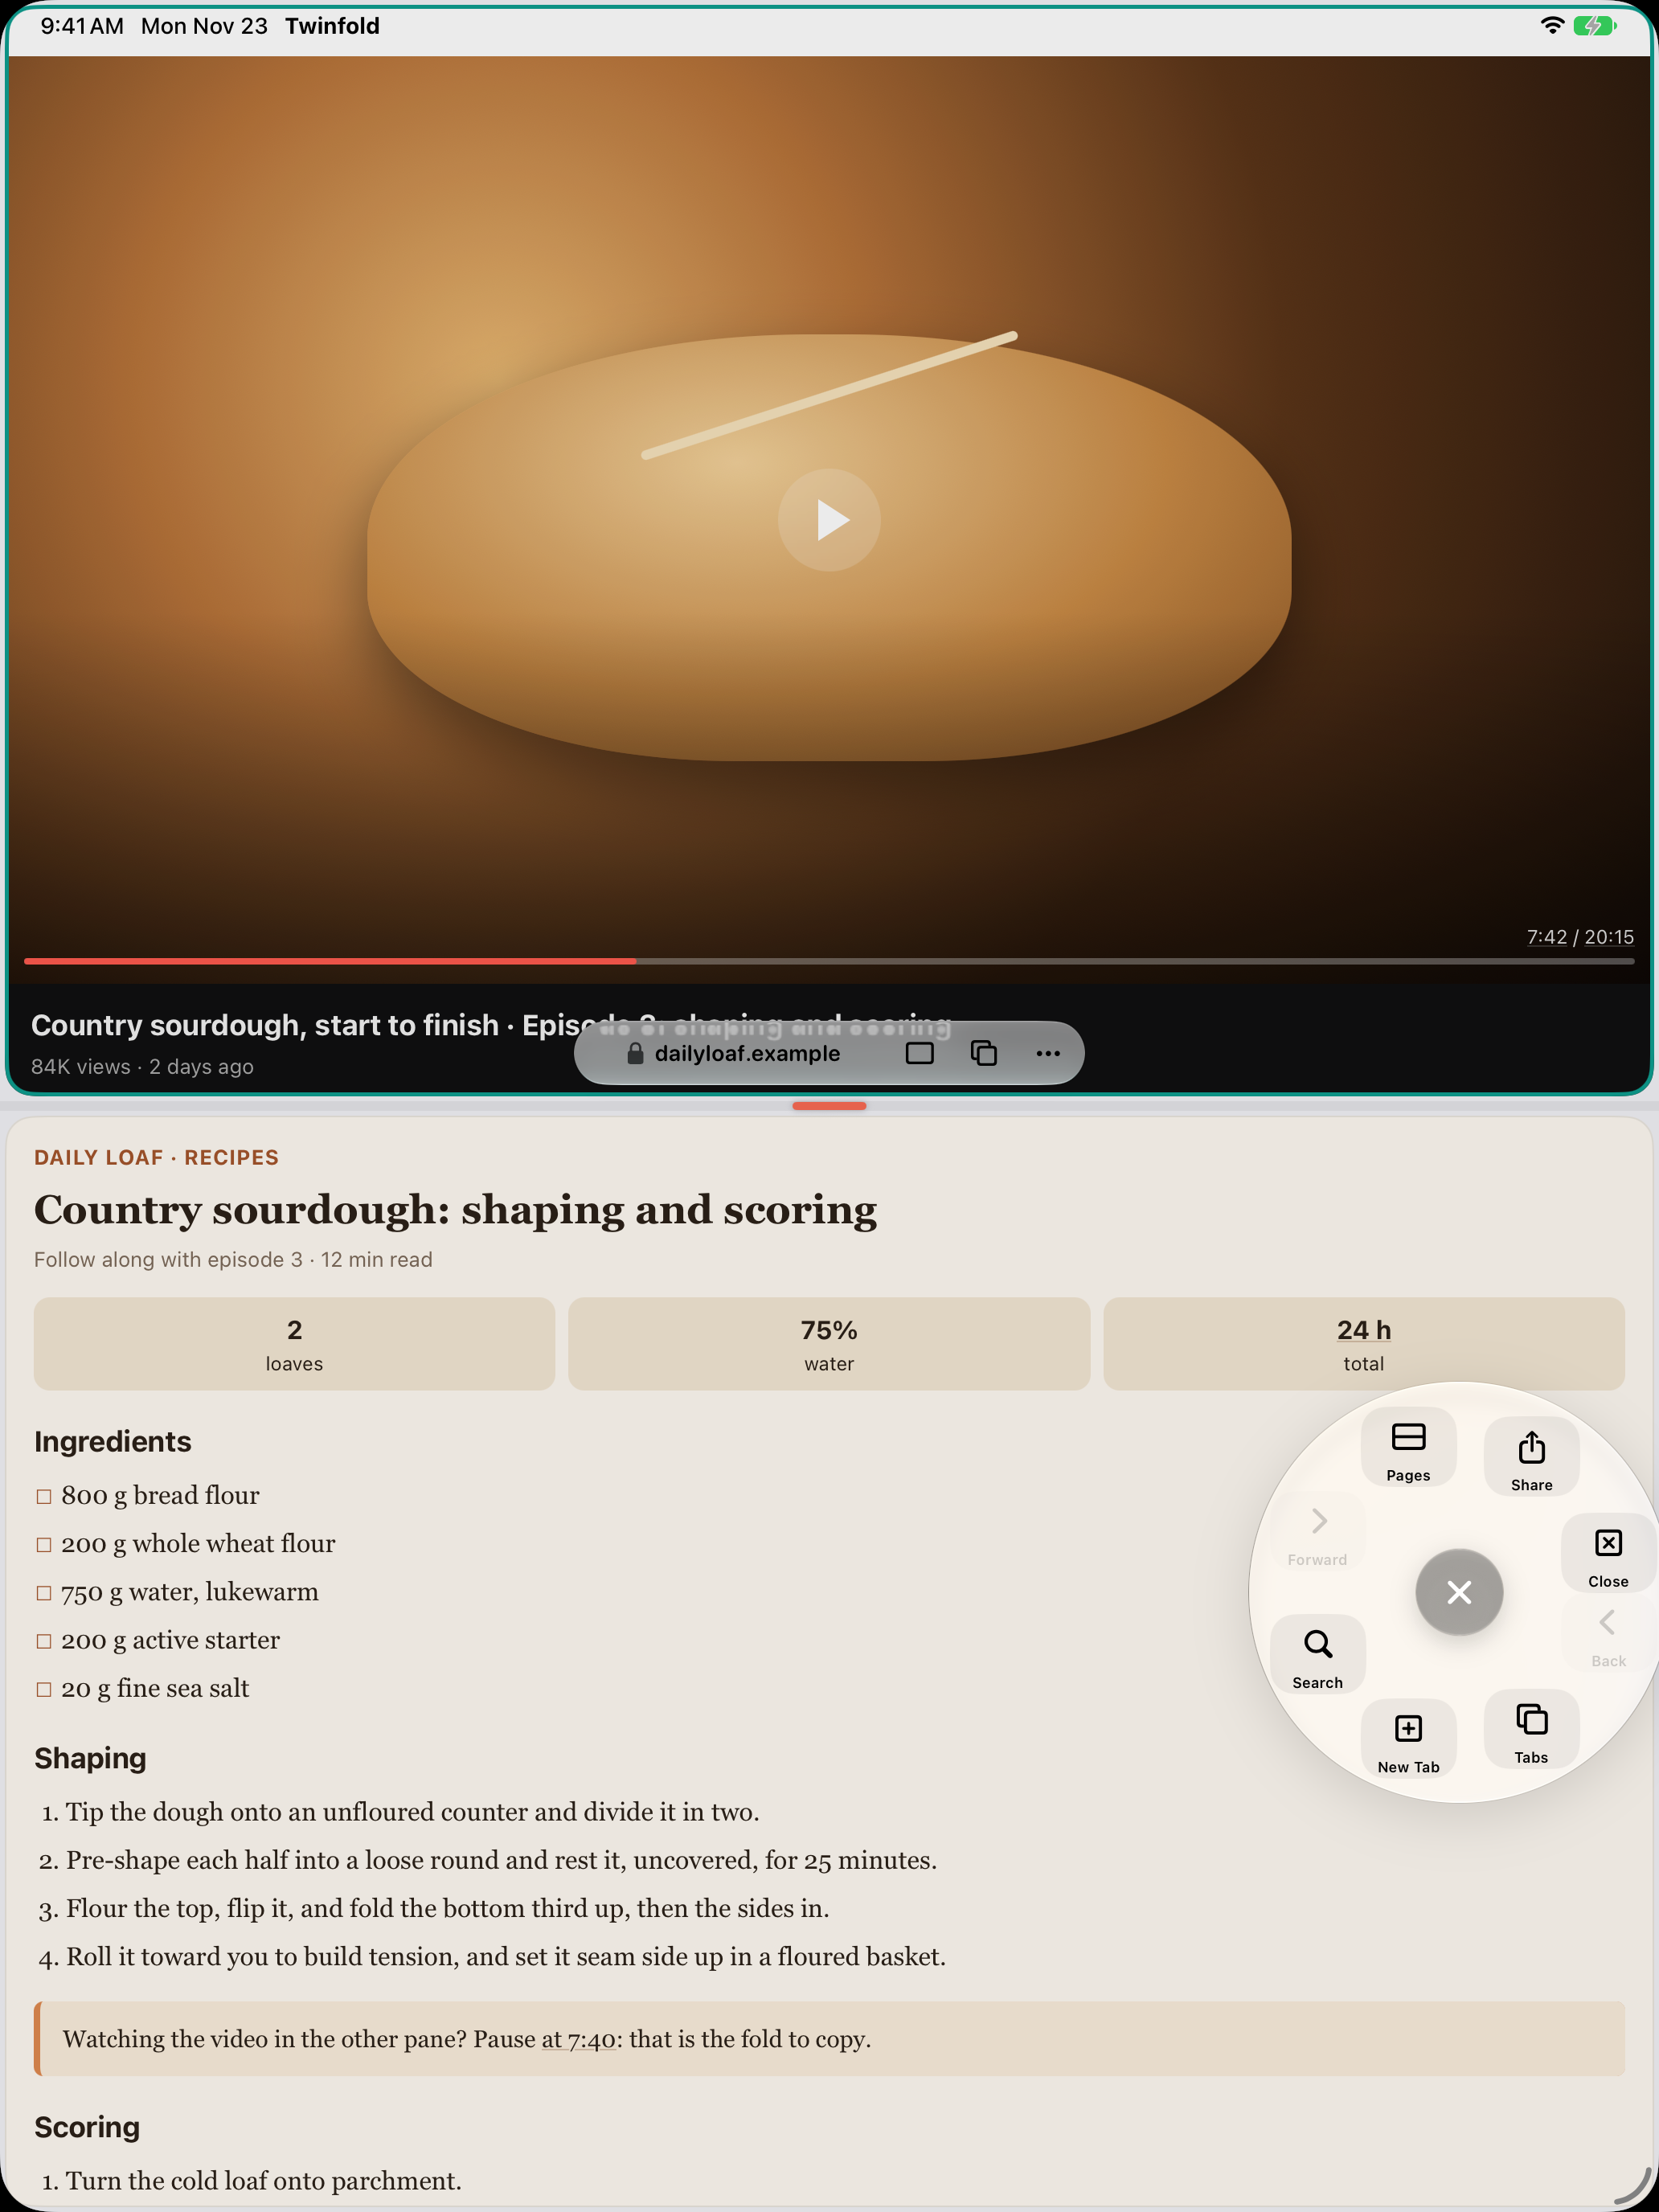 9:41 AM Mon Nov 23 Twinfold
7:42 / 20:15
Country sourdough, start to finish · Episode 3: shaping and scoring
84K views · 2 days ago
dailyloaf.example
DAILY LOAF · RECIPES
Country sourdough: shaping and scoring
Follow along with episode 3 · 12 min read
2
loaves
75%
water
24 h
total
Ingredients
800 g bread flour
200 g whole wheat flour
750 g water, lukewarm
200 g active starter
20 g fine sea salt
Pages
Share
Forward
Close
Search
Back
New Tab
Tabs
Shaping
1. Tip the dough onto an unfloured counter and divide it in two.
2. Pre-shape each half into a loose round and rest it, uncovered, for 25 minutes.
3. Flour the top, flip it, and fold the bottom third up, then the sides in.
4. Roll it toward you to build tension, and set it seam side up in a floured basket.
Watching the video in the other pane? Pause at 7:40: that is the fold to copy.
Scoring
1. Turn the cold loaf onto parchment.